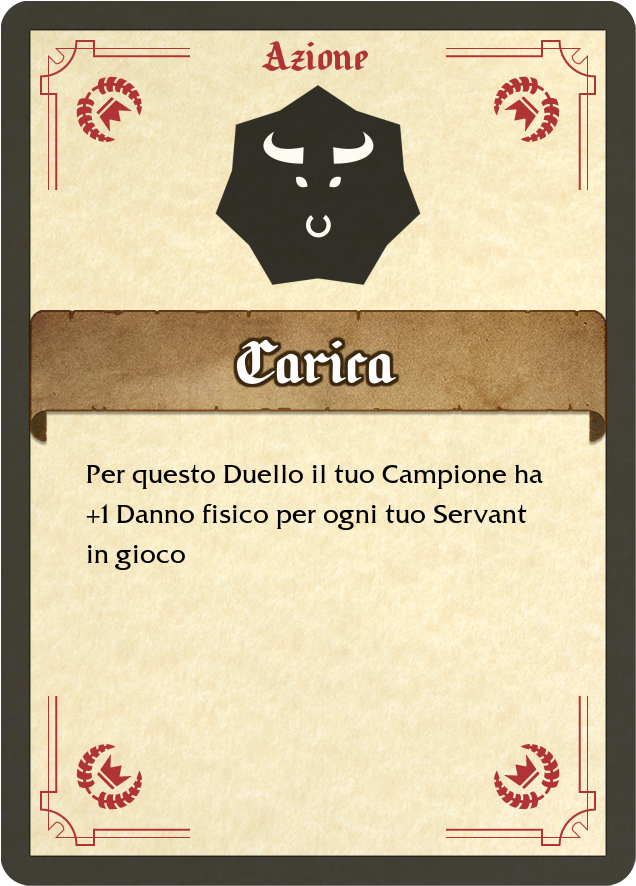 Azione
Carica
Per questo Duello il tuo Campione ha
+1 Danno fisico per ogni tuo Servant
in gioco